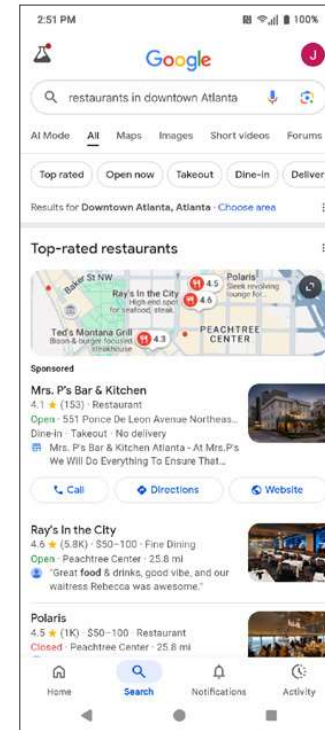 2:51 PM
100%
Google
J
restaurants in downtown Atlanta
AI Mode All Maps Images Short videos Forums
Top rated Open now Takeout Dine-in Deliver
Results for Downtown Atlanta, Atlanta · Choose area
Top-rated restaurants
Baker St NW
4.5 Polaris
Sleek revolving
lounge for...
Ray's In the City
High-end spot
for seafood, steak
4.6
Ted's Montana Grill
Bison & burger focused
steakhouse
4.3
PEACHTREE
CENTER
Sponsored
Mrs. P's Bar & Kitchen
4.1 ★ (153) · Restaurant
Open · 551 Ponce De Leon Avenue Northeas...
Dine-in · Takeout · No delivery
Mrs. P's Bar & Kitchen Atlanta - At Mrs.P's
We Will Do Everything To Ensure That...
Call Directions Website
Ray's In the City
4.6 ★ (5.8K) · $50–100 · Fine Dining
Open · Peachtree Center · 25.8 mi
"Great food & drinks, good vibe, and our
waitress Rebecca was awesome."
Polaris
4.5 ★ (1K) · $50–100 · Restaurant
Closed · Peachtree Center · 25.8 mi
Home Search Notifications Activity